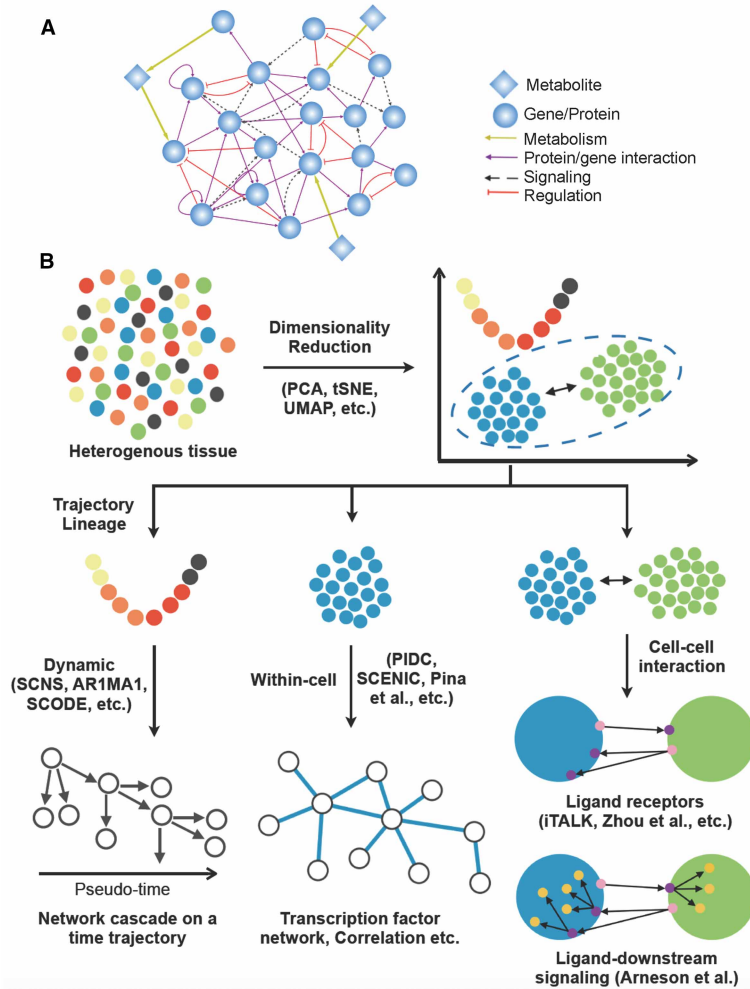 A
Metabolite
Gene/Protein
Metabolism
Protein/gene interaction
Signaling
Regulation
B
Heterogenous tissue
Dimensionality
Reduction
(PCA, tSNE,
UMAP, etc.)
Trajectory
Lineage
Dynamic
(SCNS, AR1MA1,
SCODE, etc.)
Pseudo-time
Network cascade on a
time trajectory
Within-cell
(PIDC,
SCENIC, Pina
et al., etc.)
Transcription factor
network, Correlation etc.
Cell-cell
interaction
Ligand receptors
(iTALK, Zhou et al., etc.)
Ligand-downstream
signaling (Arneson et al.)